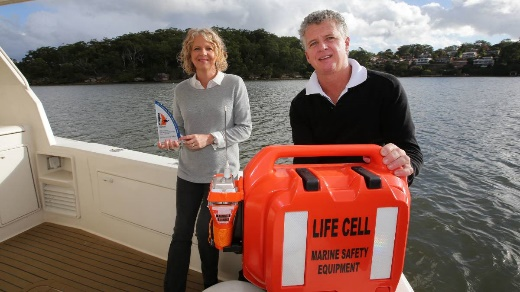 LIFE CELL
MARINE SAFETY
EQUIPMENT